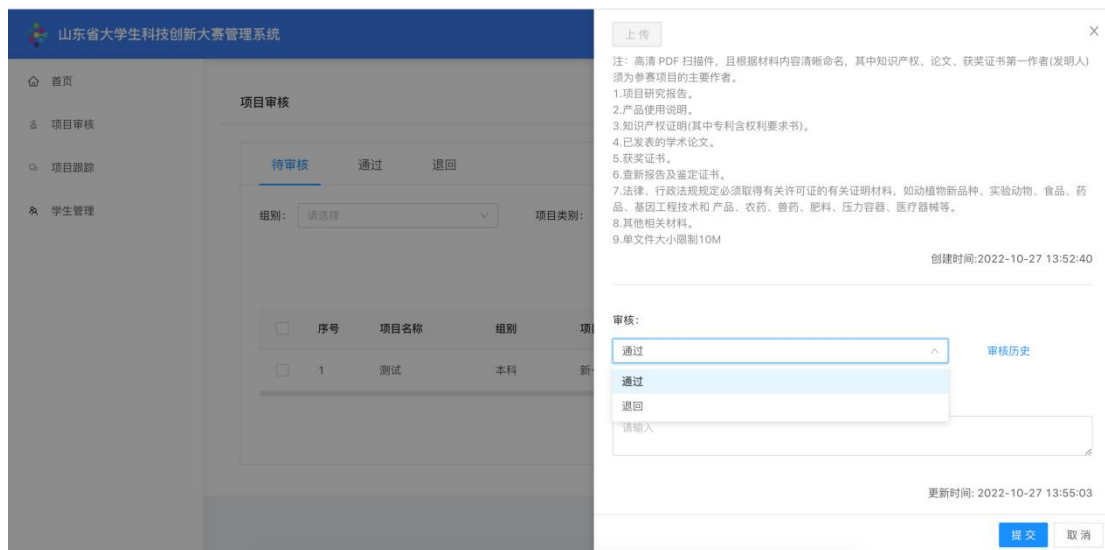 山东省大学生科技创新大赛管理系统
首页
项目审核
项目跟踪
学生管理
项目审核
待审核 通过 退回
组别: 请选择 项目类别:
序号 项目名称 组别
1 测试 本科
上 传
注：高清 PDF 扫描件，且根据材料内容清晰命名，其中知识产权、论文、获奖证书第一作者(发明人)
须为参赛项目的主要作者。
1.项目研究报告。
2.产品使用说明。
3.知识产权证明(其中专利含权利要求书)。
4.已发表的学术论文。
5.获奖证书。
6.查新报告及鉴定证书。
7.法律、行政法规规定必须取得有关许可证的有关证明材料，如动植物新品种、实验动物、食品、药
品、基因工程技术和 产品、农药、兽药、肥料、压力容器、医疗器械等。
8.其他相关材料。
9.单文件大小限制10M
创建时间:2022-10-27 13:52:40
审核:
通过 审核历史
通过
退回
请输入
更新时间: 2022-10-27 13:55:03
提 交 取 消